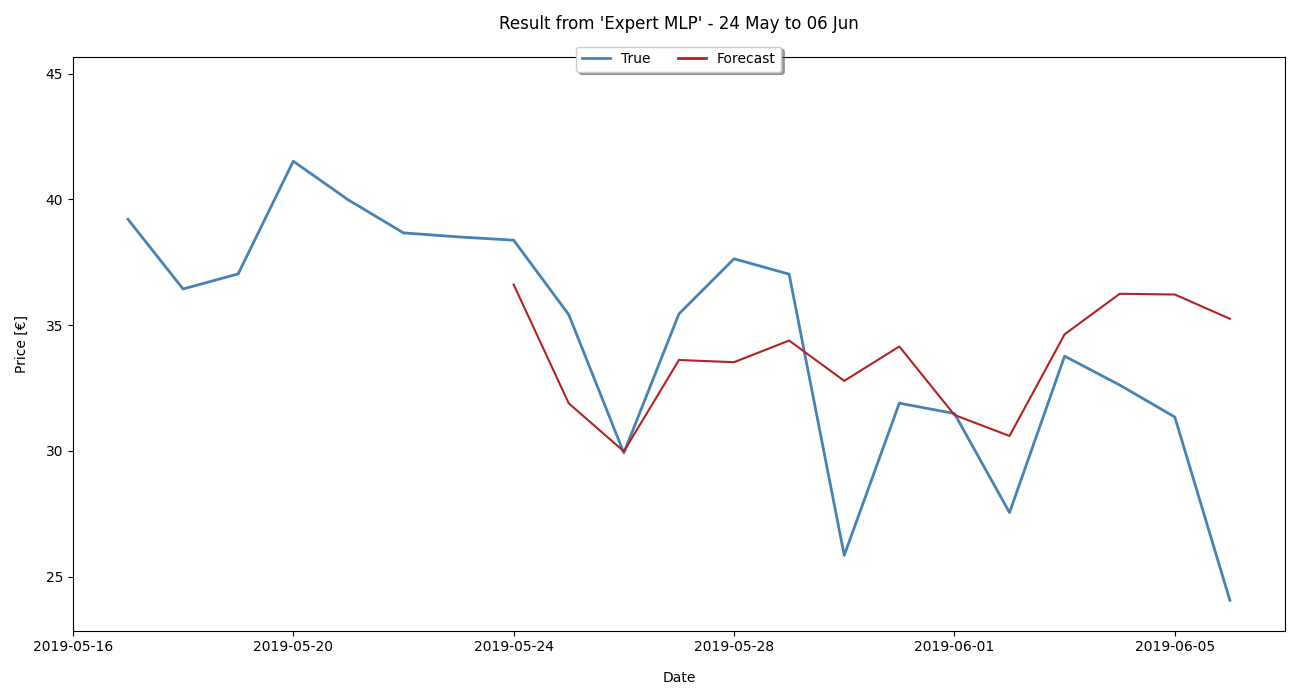 Result from 'Expert MLP' - 24 May to 06 Jun
True Forecast
45
40
35
30
25
Price [€]
2019-05-16 2019-05-20 2019-05-24 2019-05-28 2019-06-01 2019-06-05
Date